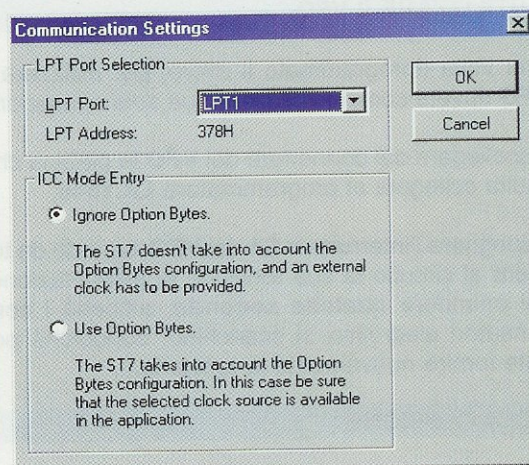 Communication Settings
LPT Port Selection
LPT Port:
LPT1
LPT Address:
378H
OK
Cancel
ICC Mode Entry
Ignore Option Bytes.
The ST7 doesn't take into account the
Option Bytes configuration, and an external
clock has to be provided.
Use Option Bytes.
The ST7 takes into account the Option
Bytes configuration. In this case be sure
that the selected clock source is available
in the application.